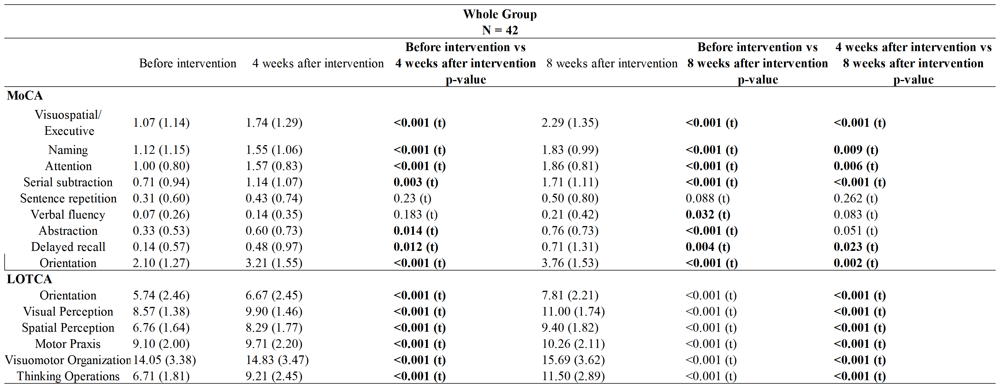 Whole Group
N = 42
Before intervention 4 weeks after intervention Before intervention vs 4 weeks after intervention p-value 8 weeks after intervention Before intervention vs 8 weeks after intervention p-value 4 weeks after intervention vs 8 weeks after intervention p-value
MoCA
Visuospatial/ Executive 1.07 (1.14) 1.74 (1.29) <0.001 (t) 2.29 (1.35) <0.001 (t) <0.001 (t)
Naming 1.12 (1.15) 1.55 (1.06) <0.001 (t) 1.83 (0.99) <0.001 (t) 0.009 (t)
Attention 1.00 (0.80) 1.57 (0.83) <0.001 (t) 1.86 (0.81) <0.001 (t) 0.006 (t)
Serial subtraction 0.71 (0.94) 1.14 (1.07) 0.003 (t) 1.71 (1.11) <0.001 (t) <0.001 (t)
Sentence repetition 0.31 (0.60) 0.43 (0.74) 0.23 (t) 0.50 (0.80) 0.088 (t) 0.262 (t)
Verbal fluency 0.07 (0.26) 0.14 (0.35) 0.183 (t) 0.21 (0.42) 0.032 (t) 0.083 (t)
Abstraction 0.33 (0.53) 0.60 (0.73) 0.014 (t) 0.76 (0.73) <0.001 (t) 0.051 (t)
Delayed recall 0.14 (0.57) 0.48 (0.97) 0.012 (t) 0.71 (1.31) 0.004 (t) 0.023 (t)
Orientation 2.10 (1.27) 3.21 (1.55) <0.001 (t) 3.76 (1.53) <0.001 (t) 0.002 (t)
LOTCA
Orientation 5.74 (2.46) 6.67 (2.45) <0.001 (t) 7.81 (2.21) <0.001 (t) <0.001 (t)
Visual Perception 8.57 (1.38) 9.90 (1.46) <0.001 (t) 11.00 (1.74) <0.001 (t) <0.001 (t)
Spatial Perception 6.76 (1.64) 8.29 (1.77) <0.001 (t) 9.40 (1.82) <0.001 (t) <0.001 (t)
Motor Praxis 9.10 (2.00) 9.71 (2.20) <0.001 (t) 10.26 (2.11) <0.001 (t) <0.001 (t)
Visuomotor Organization 14.05 (3.38) 14.83 (3.47) <0.001 (t) 15.69 (3.62) <0.001 (t) <0.001 (t)
Thinking Operations 6.71 (1.81) 9.21 (2.45) <0.001 (t) 11.50 (2.89) <0.001 (t) <0.001 (t)